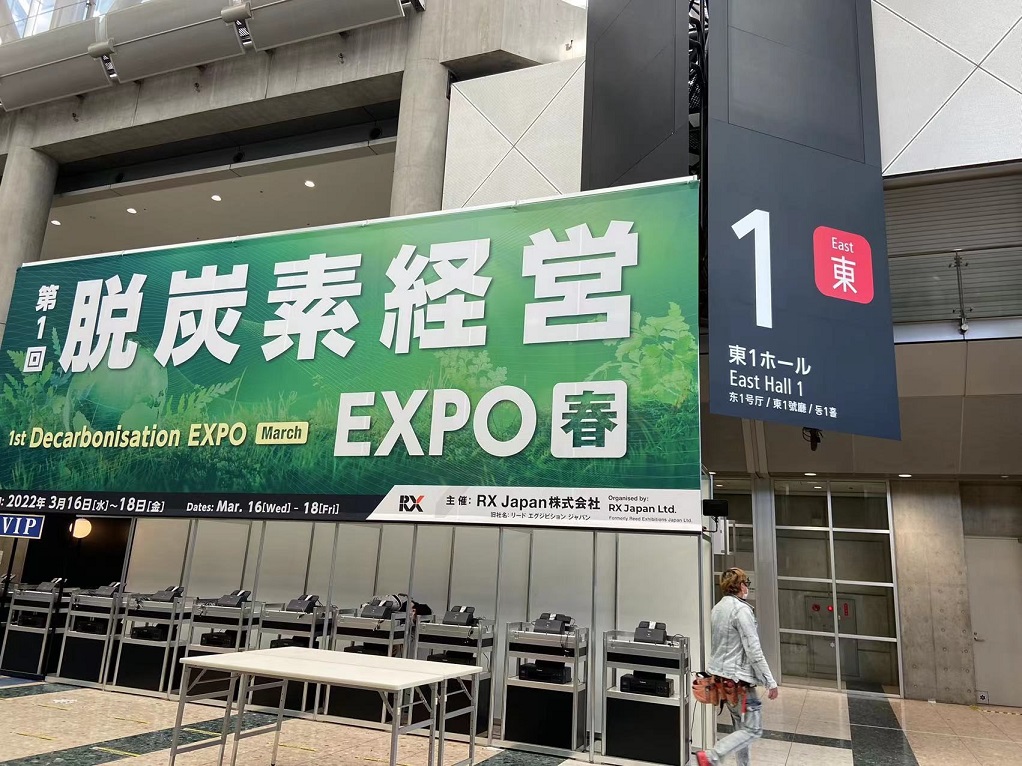 第1回
脱炭素経営
EXPO 春
1st Decarbonisation EXPO March
2022年 3月16日[水]～18日[金]
Dates: Mar. 16(Wed) - 18[Fri]
RX
主催: RX Japan株式会社
旧社名: リード エグジビション ジャパン
Organised by:
RX Japan Ltd.
Formerly Reed Exhibitions Japan Ltd.
VIP
1
East
東
東1ホール
East Hall 1
东1号厅 / 東1號廳 / 동1홀